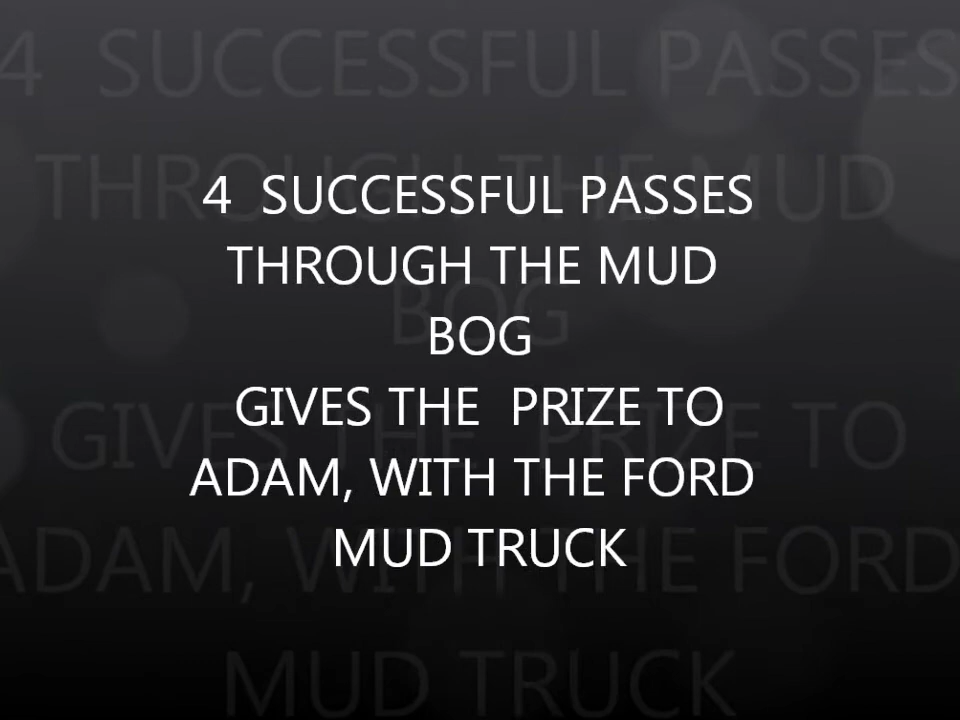 4  SUCCESSFUL PASSES
THROUGH THE MUD
BOG
GIVES THE  PRIZE TO
ADAM, WITH THE FORD
MUD TRUCK